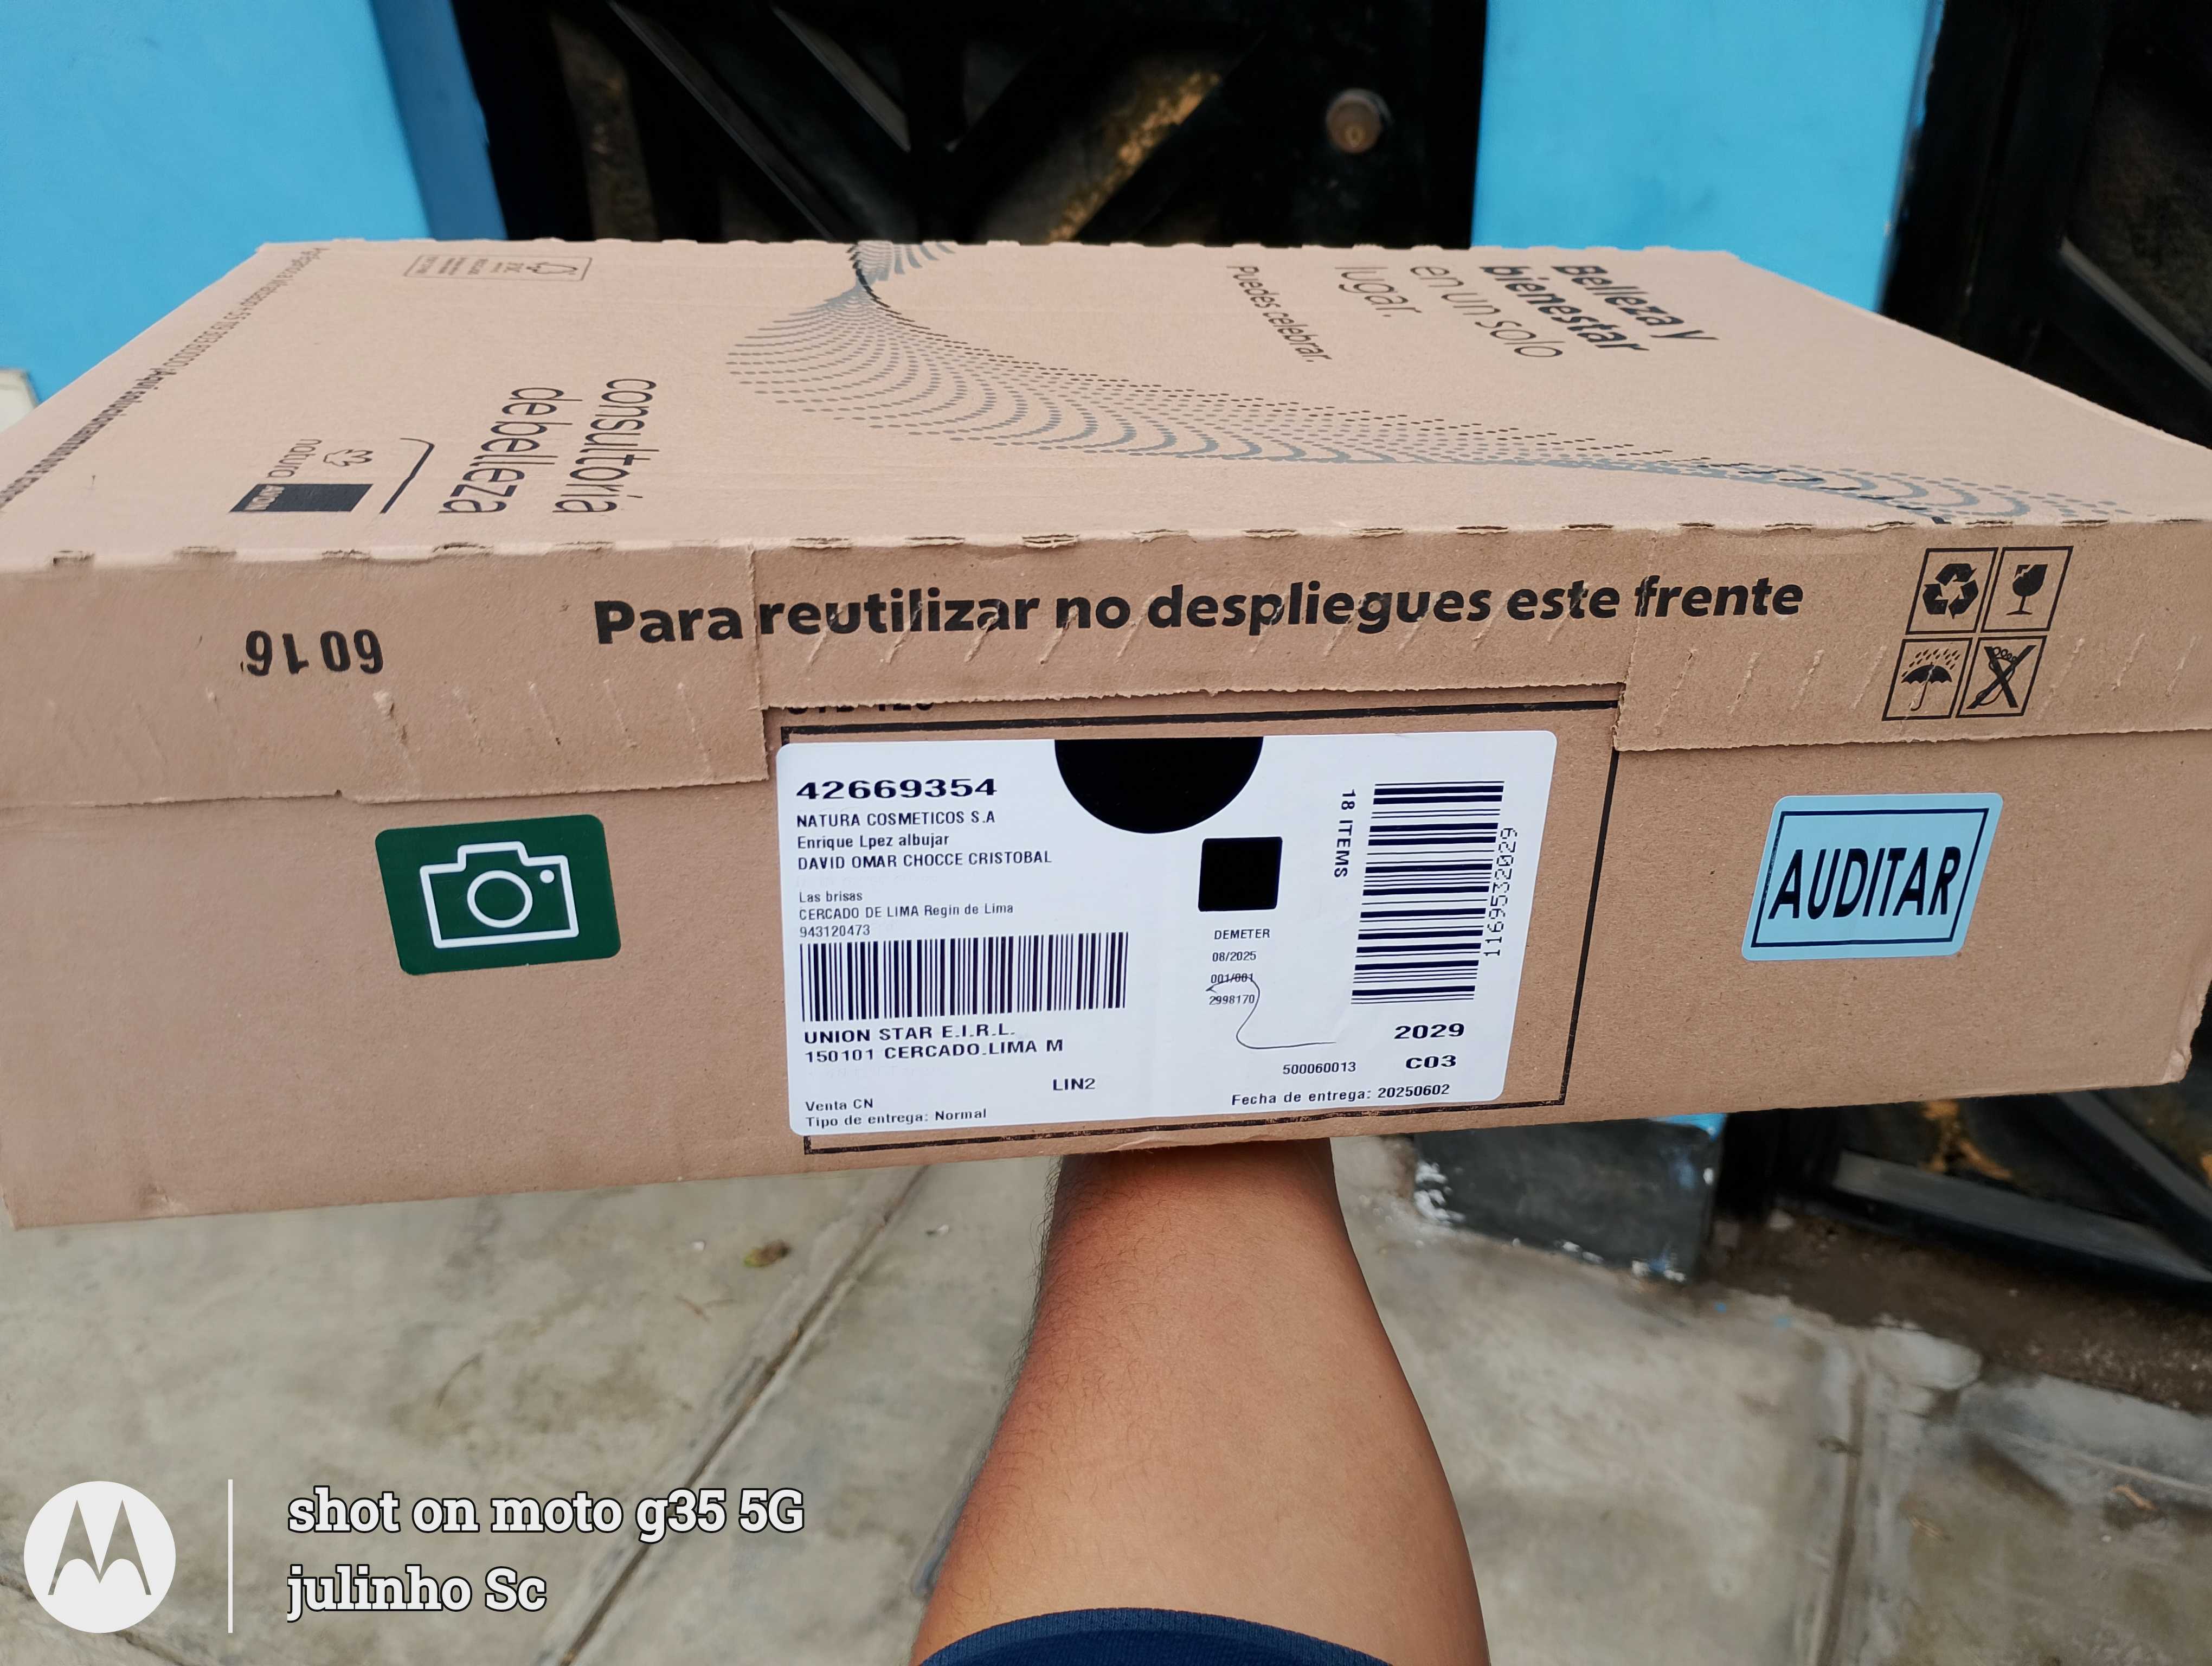 Belleza y
bienestar
en un solo
lugar.
Puedes celebrar.
consultoría
de belleza
natura
AVON
Para reutilizar no despliegues este frente
60 16
42669354
NATURA COSMETICOS S.A
Enrique Lpez albujar
DAVID OMAR CHOCCE CRISTOBAL
Las brisas
CERCADO DE LIMA Regin de Lima
943120473
UNION STAR E.I.R.L.
150101 CERCADO.LIMA M
LIN2
Venta CN
Tipo de entrega: Normal
DEMETER
08/2025
001/001
2998170
18 ITEMS
1169532029
2029
C03
500060013
Fecha de entrega: 20250602
AUDITAR
shot on moto g35 5G
julinho Sc